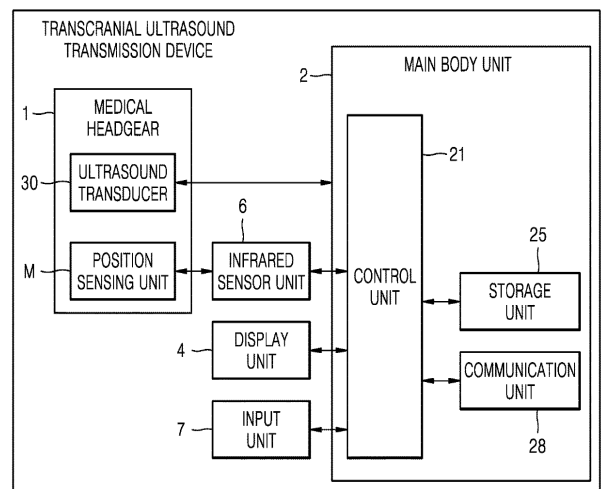 TRANSCRANIAL ULTRASOUND
TRANSMISSION DEVICE
2
MAIN BODY UNIT
1
MEDICAL
HEADGEAR
21
30
ULTRASOUND
TRANSDUCER
6
M
POSITION
SENSING UNIT
INFRARED
SENSOR UNIT
CONTROL
UNIT
25
STORAGE
UNIT
4
DISPLAY
UNIT
COMMUNICATION
UNIT
7
INPUT
UNIT
28